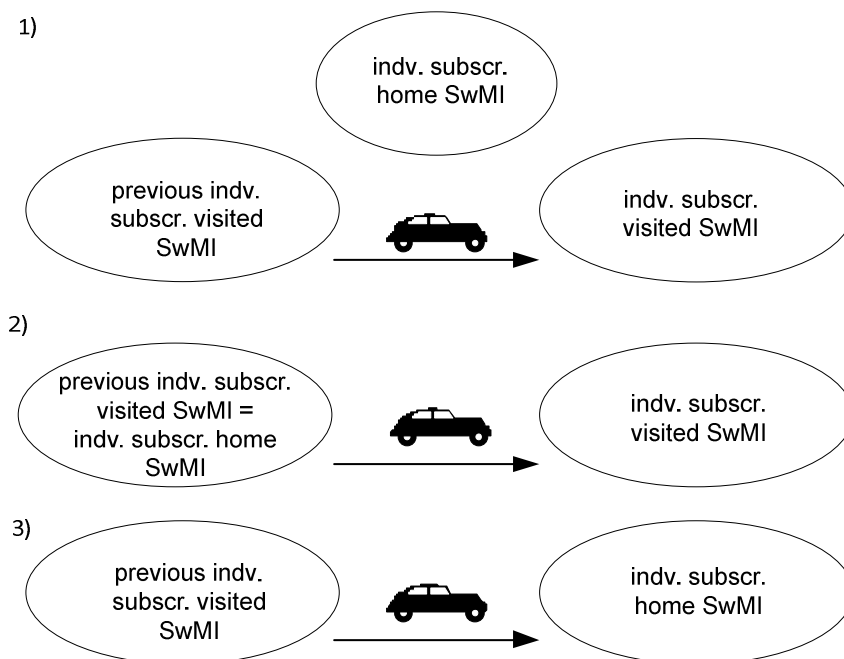 1)
indv. subscr.
home SwMI
previous indv.
subscr. visited
SwMI
indv. subscr.
visited SwMI
2)
previous indv. subscr.
visited SwMI =
indv. subscr. home
SwMI
indv. subscr.
visited SwMI
3)
previous indv.
subscr. visited
SwMI
indv. subscr.
home SwMI